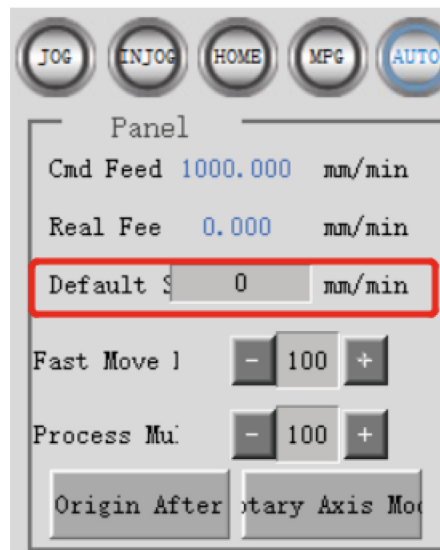 JOG INJOG HOME MPG AUTO
Panel
Cmd Feed 1000.000 mm/min
Real Fee 0.000 mm/min
Default S 0 mm/min
Fast Move - 100 +
Process Mu - 100 +
Origin After otary Axis Mod